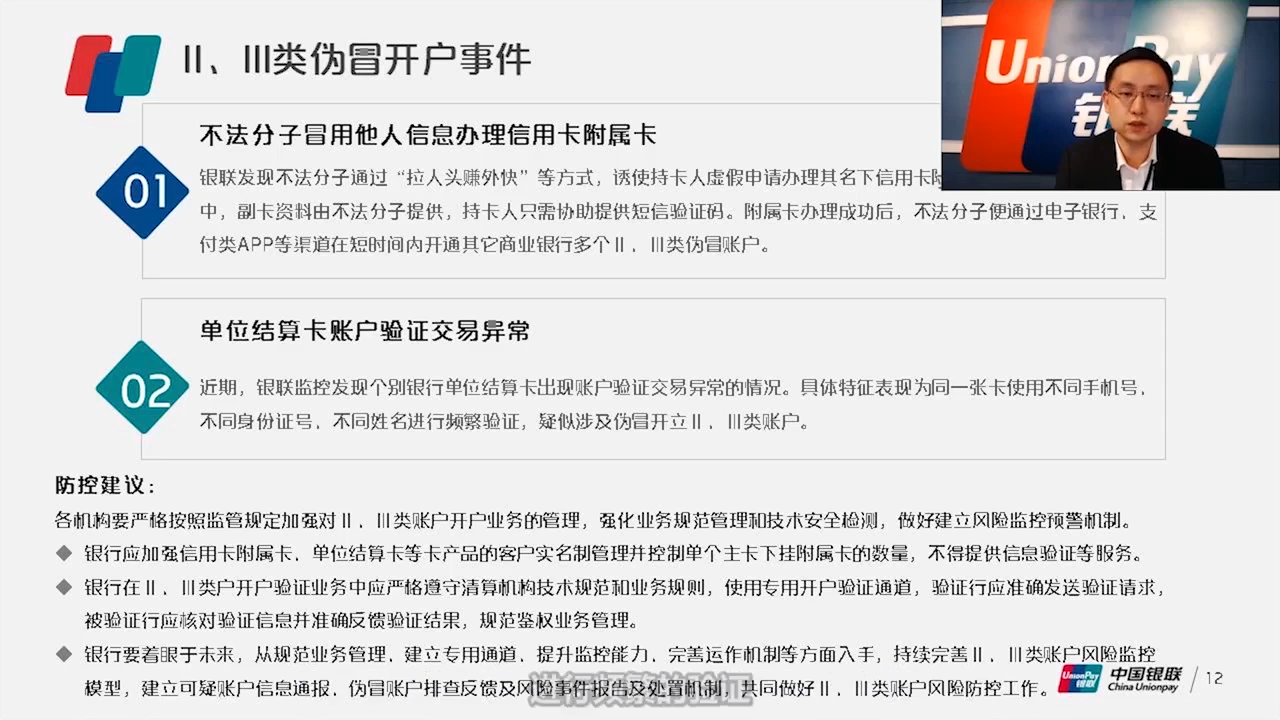 II、III类伪冒开户事件
UnionPay
银联
01
不法分子冒用他人信息办理信用卡附属卡
银联发现不法分子通过“拉人头赚外快”等方式，诱使持卡人虚假申请办理其名下信用卡
中，副卡资料由不法分子提供，持卡人只需协助提供短信验证码。附属卡办理成功后，不法分子便通过电子银行、支
付类APP等渠道在短时间内开通其它商业银行多个II、III类伪冒账户。
02
单位结算卡账户验证交易异常
近期，银联监控发现个别银行单位结算卡出现账户验证交易异常的情况。具体特征表现为同一张卡使用不同手机号、
不同身份证号、不同姓名进行频繁验证，疑似涉及伪冒开立II、III类账户。
防控建议：
各机构要严格按照监管规定加强对II、III类账户开户业务的管理，强化业务规范管理和技术安全检测，做好建立风险监控预警机制。
◆ 银行应加强信用卡附属卡、单位结算卡等卡产品的客户实名制管理并控制单个主卡下挂附属卡的数量，不得提供信息验证等服务。
◆ 银行在II、III类户开户验证业务中应严格遵守清算机构技术规范和业务规则，使用专用开户验证通道，验证行应准确发送验证请求，
被验证行应核对验证信息并准确反馈验证结果，规范鉴权业务管理。
◆ 银行要着眼于未来，从规范业务管理、建立专用通道、提升监控能力、完善运作机制等方面入手，持续完善II、III类账户风险监控
模型，建立可疑账户信息通报、伪冒账户排查反馈及风险事件报告及处置机制，共同做好II、III类账户风险防控工作。
进行频繁的验证
UnionPay 银联
中国银联
China Unionpay
12